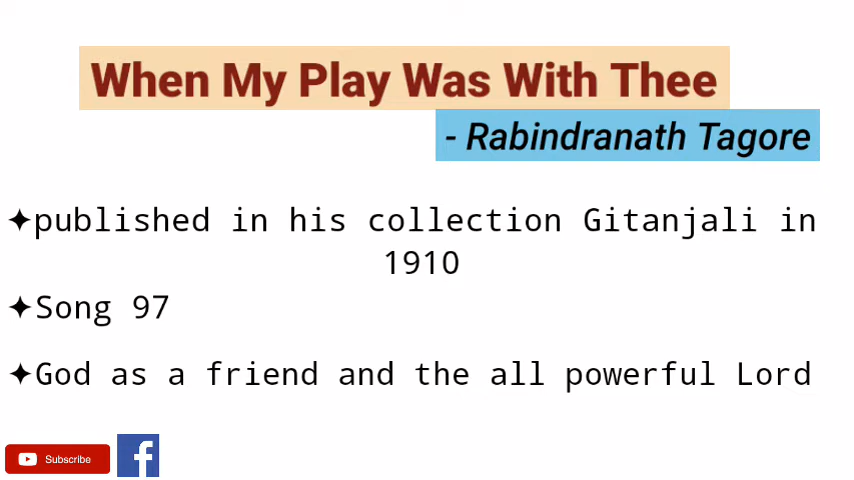 When My Play Was With Thee
- Rabindranath Tagore
✦published in his collection Gitanjali in
1910
✦Song 97
✦God as a friend and the all powerful Lord
Subscribe
f